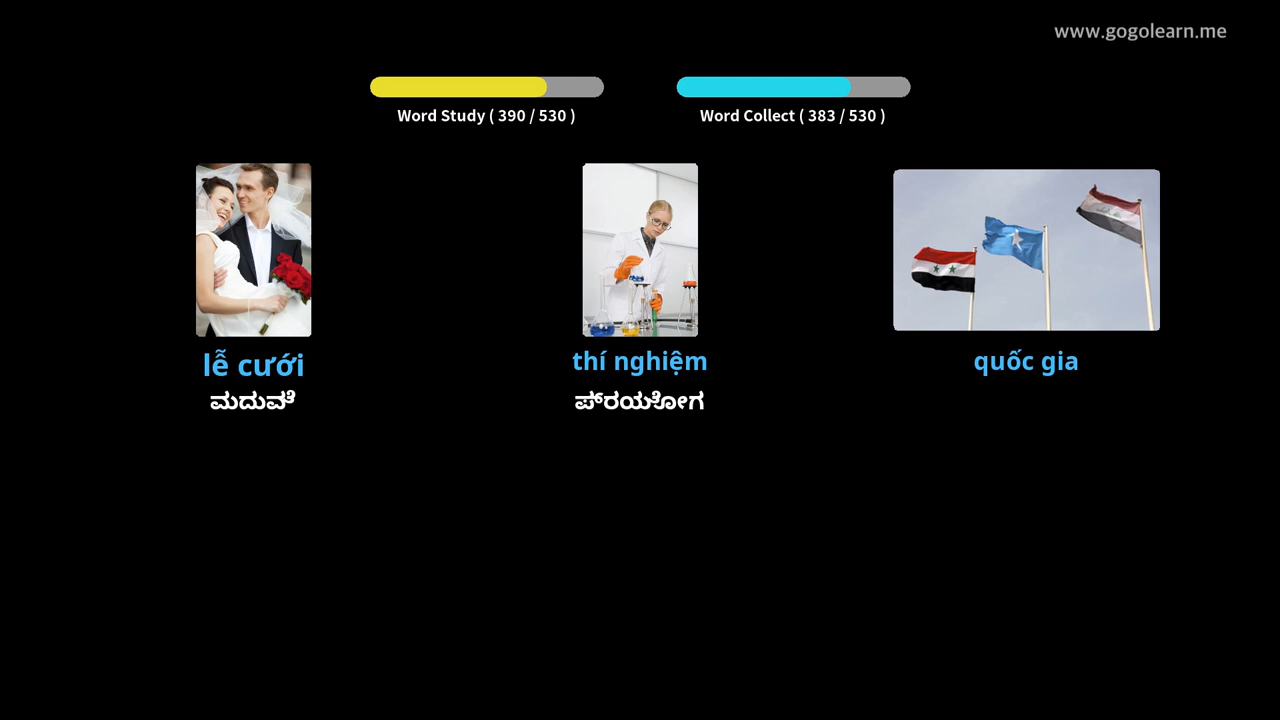 www.gogolearn.me
Word Study ( 390 / 530 )
Word Collect ( 383 / 530 )
lễ cưới
thí nghiệm
quốc gia
ಮದುವೆ
ಪ್ರಯೋಗ